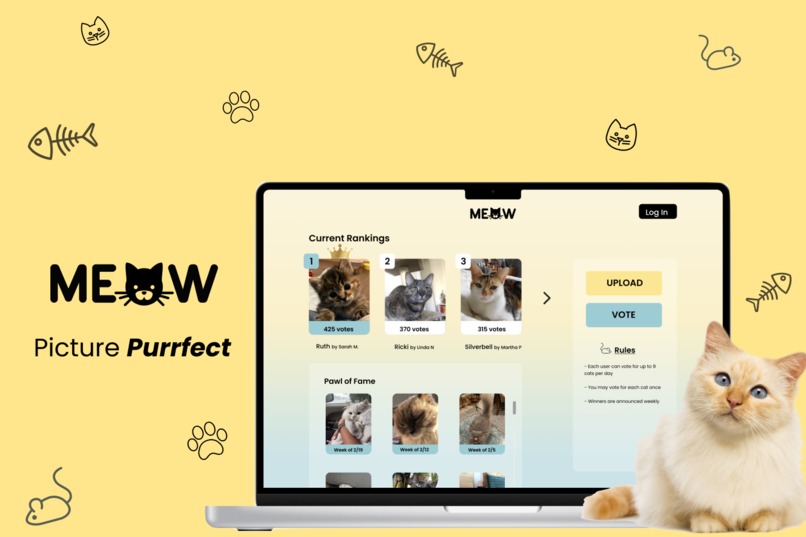 MEOW
Picture Purrfect
MEOW
Log In
Current Rankings
1
2
3
425 votes
370 votes
315 votes
Ruth by Sarah M.
Ricki by Linda N
Silverbell by Martha P
UPLOAD
VOTE
Rules
- Each user can vote for up to 9
cats per day
- You may vote for each cat once
- Winners are announced weekly
Pawl of Fame
Week of 2/19
Week of 2/12
Week of 2/5